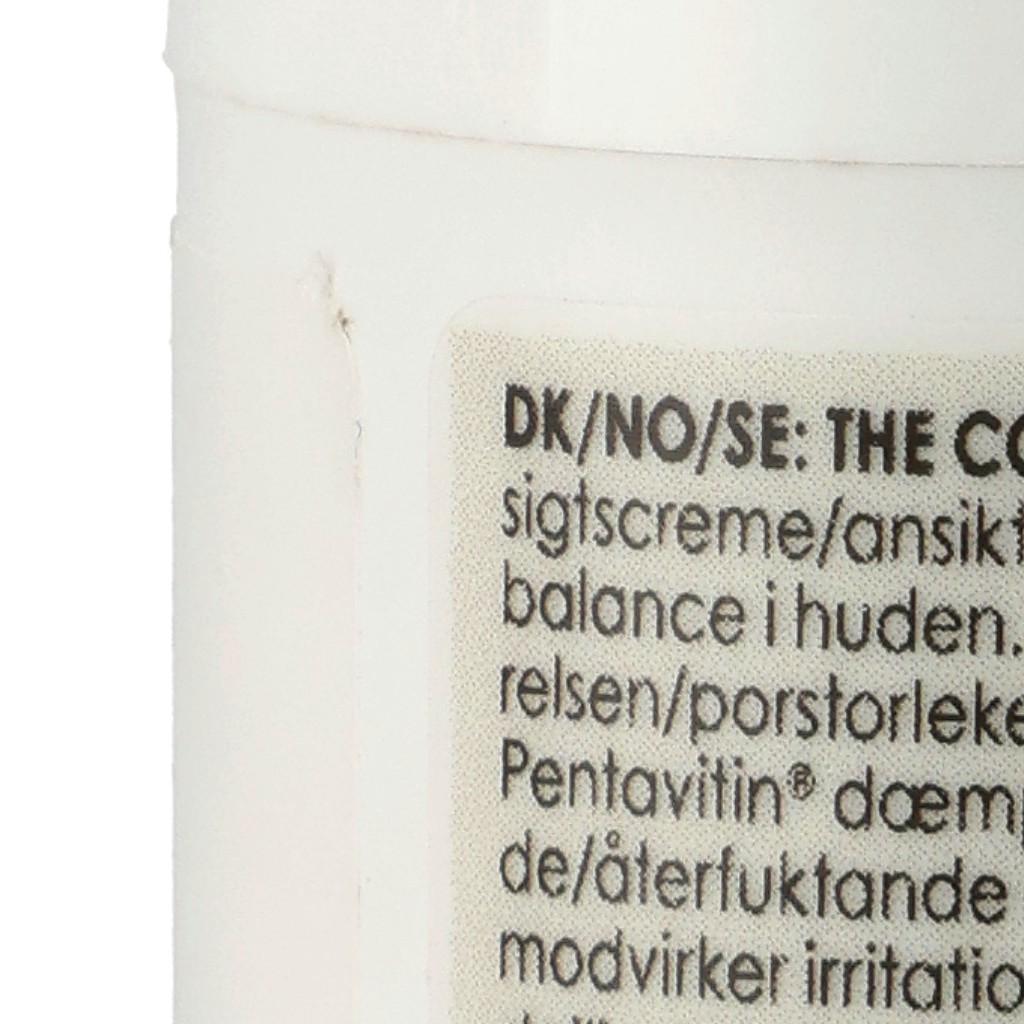 DK/NO/SE: THE CO
sigtscreme/ansikt
balance i huden.
relsen/porstorleke
Pentavitin® dæmp
de/återfuktande
modvirker irritatio